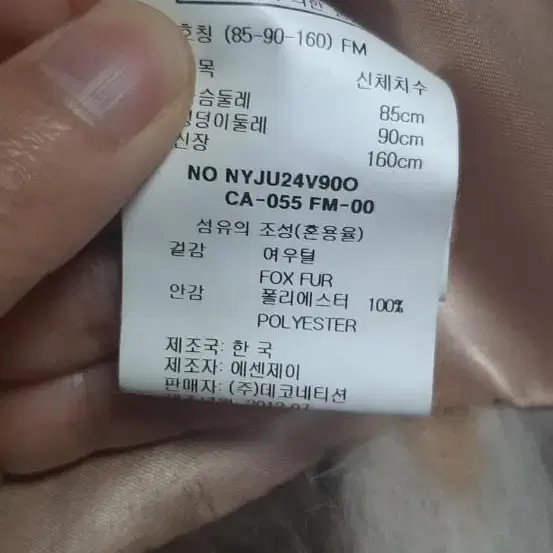 호칭 (85-90-160) FM
목 신체치수
슴둘레 85cm
덩이둘레 90cm
신장 160cm
NO NYJU24V90O
CA-055 FM-00
섬유의 조성(혼용율)
겉감 여우털
FOX FUR
안감 폴리에스터 100%
POLYESTER
제조국: 한 국
제조자: 에센제이
판매자: (주)데코네티션